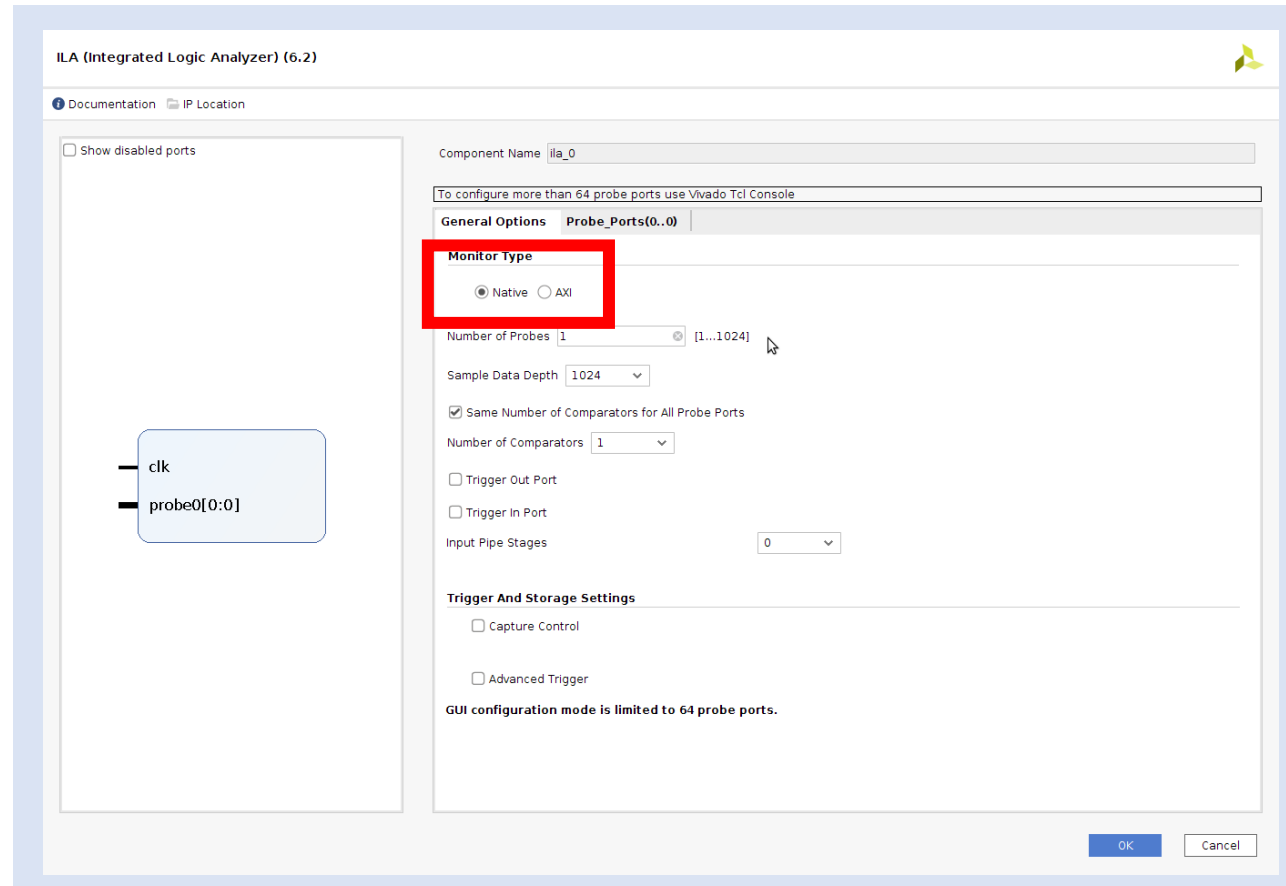 ILA (Integrated Logic Analyzer) (6.2)
Documentation IP Location
Show disabled ports
clk
probe0[0:0]
Component Name ila_0
To configure more than 64 probe ports use Vivado Tcl Console
General Options Probe_Ports(0..0)
Monitor Type
Native AXI
Number of Probes 1 [1...1024]
Sample Data Depth 1024
Same Number of Comparators for All Probe Ports
Number of Comparators 1
Trigger Out Port
Trigger In Port
Input Pipe Stages 0
Trigger And Storage Settings
Capture Control
Advanced Trigger
GUI configuration mode is limited to 64 probe ports.
OK Cancel